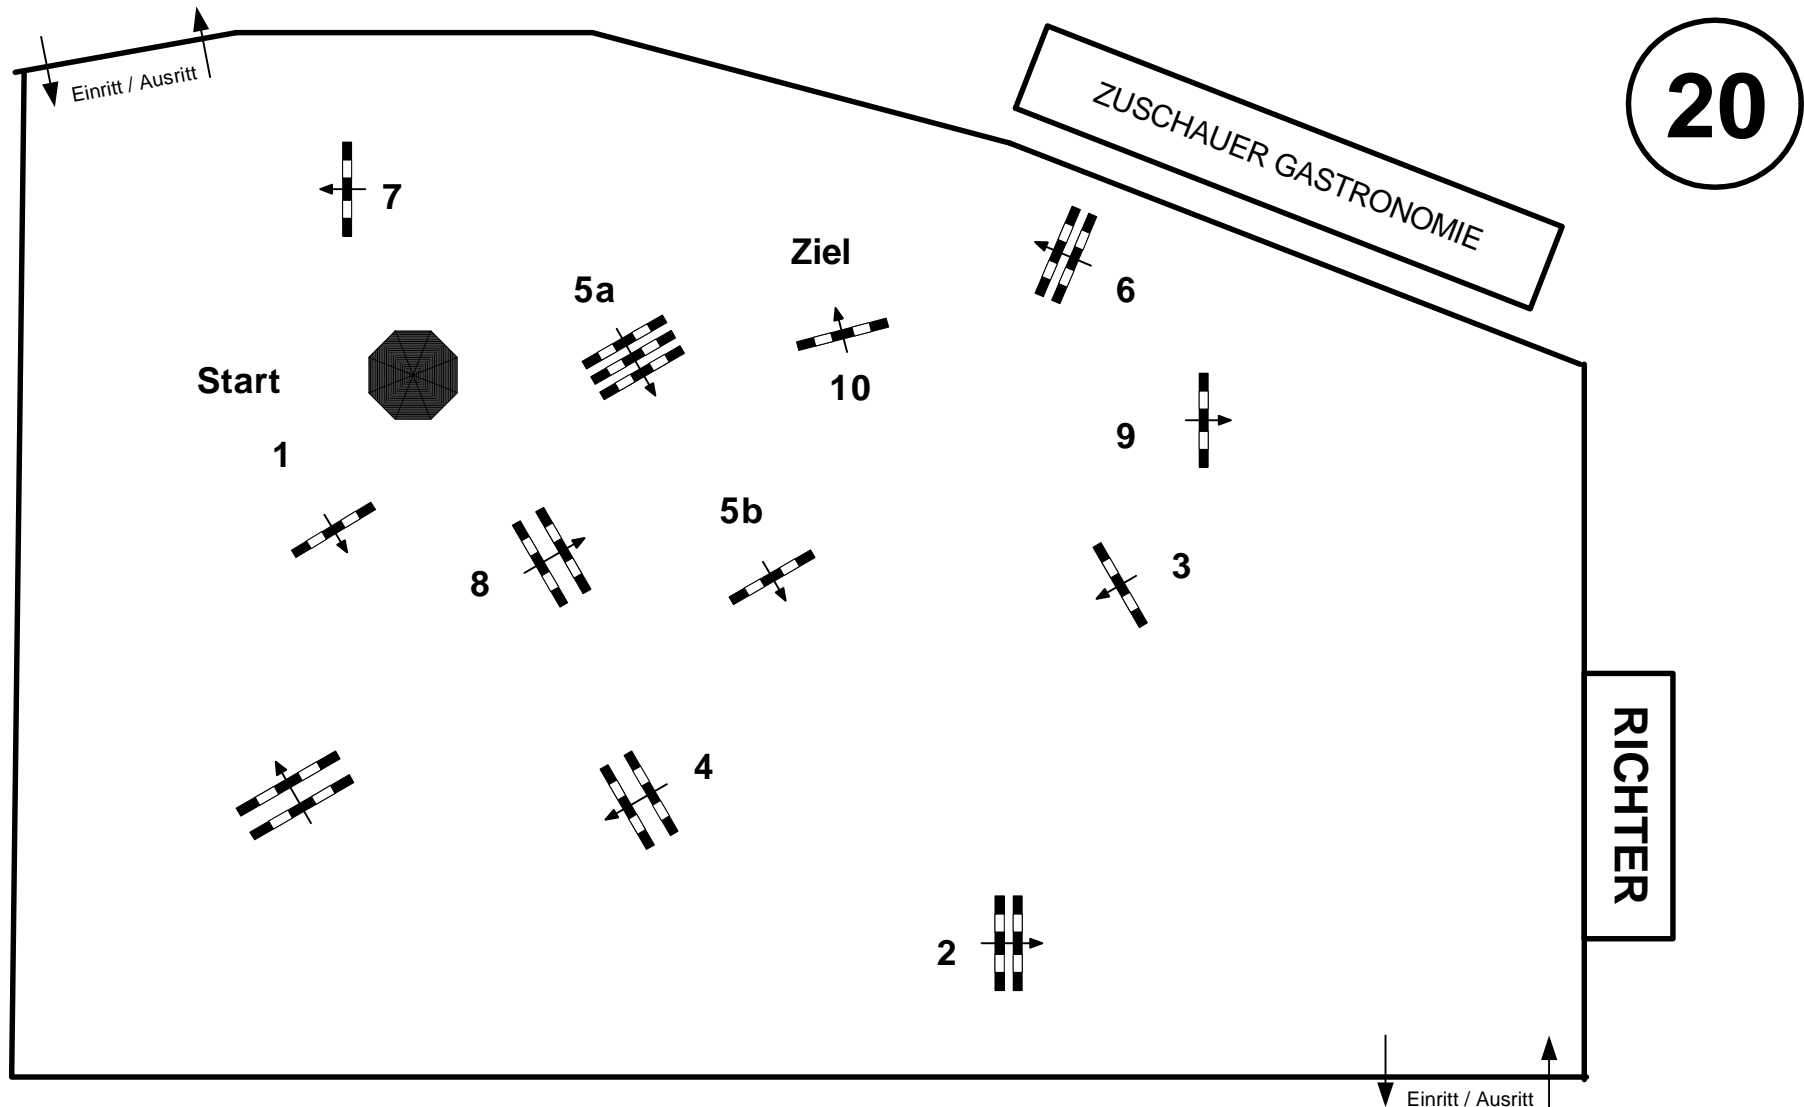 20
Einritt / Ausritt
ZUSCHAUER GASTRONOMIE
7
Ziel
5a
6
Start
10
9
1
5b
3
8
4
RICHTER
2
Einritt / Ausritt